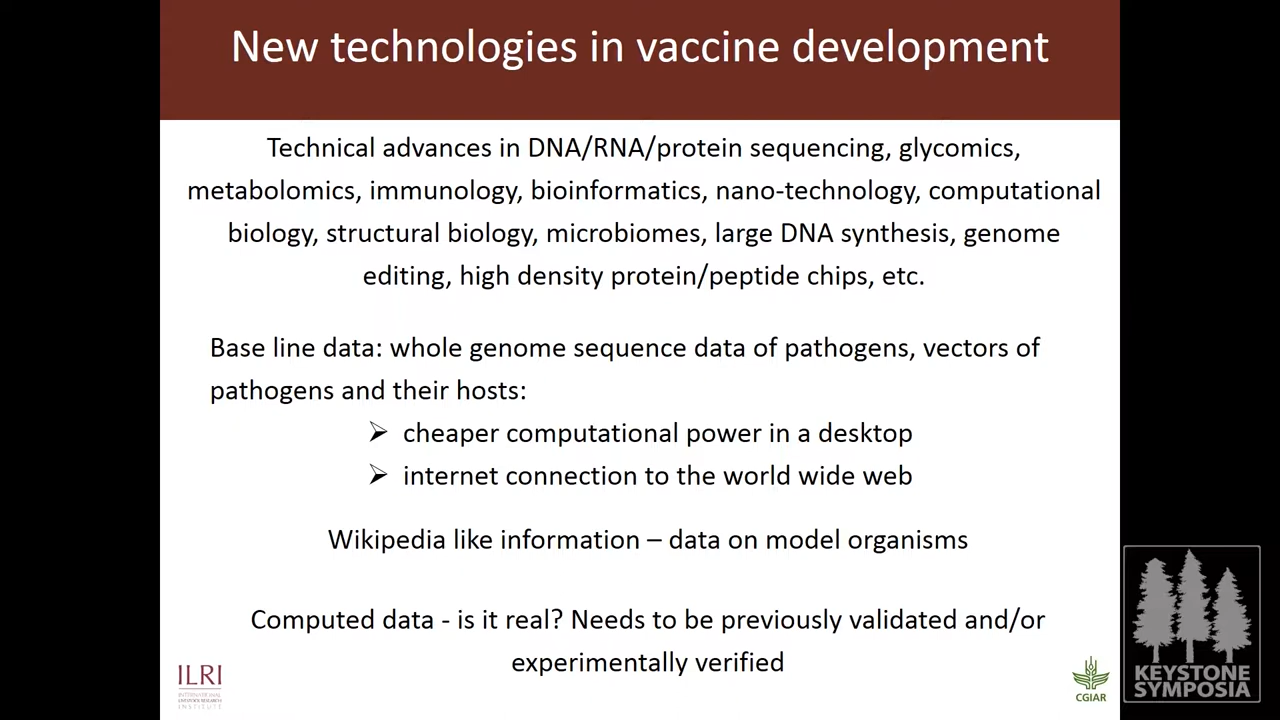 New technologies in vaccine development
Technical advances in DNA/RNA/protein sequencing, glycomics,
metabolomics, immunology, bioinformatics, nano-technology, computational
biology, structural biology, microbiomes, large DNA synthesis, genome
editing, high density protein/peptide chips, etc.
Base line data: whole genome sequence data of pathogens, vectors of
pathogens and their hosts:
➢ cheaper computational power in a desktop
➢ internet connection to the world wide web
Wikipedia like information – data on model organisms
Computed data - is it real? Needs to be previously validated and/or
experimentally verified
ILRI
INTERNATIONAL
LIVESTOCK RESEARCH
INSTITUTE
CGIAR
KEYSTONE
SYMPOSIA